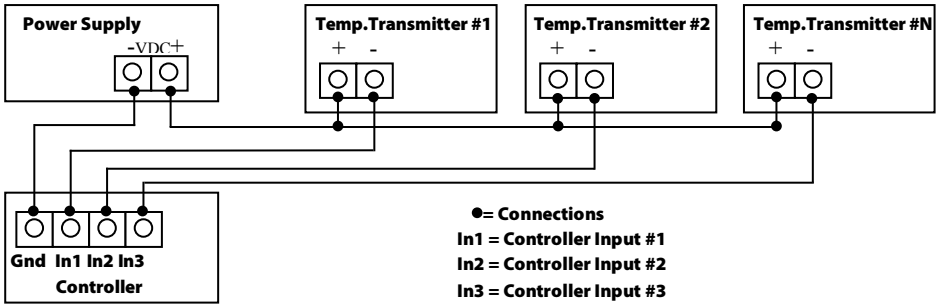 Power Supply
-VDC+
Temp.Transmitter #1
+ -
Temp.Transmitter #2
+ -
Temp.Transmitter #N
+ -
Gnd In1 In2 In3
Controller
= Connections
In1 = Controller Input #1
In2 = Controller Input #2
In3 = Controller Input #3